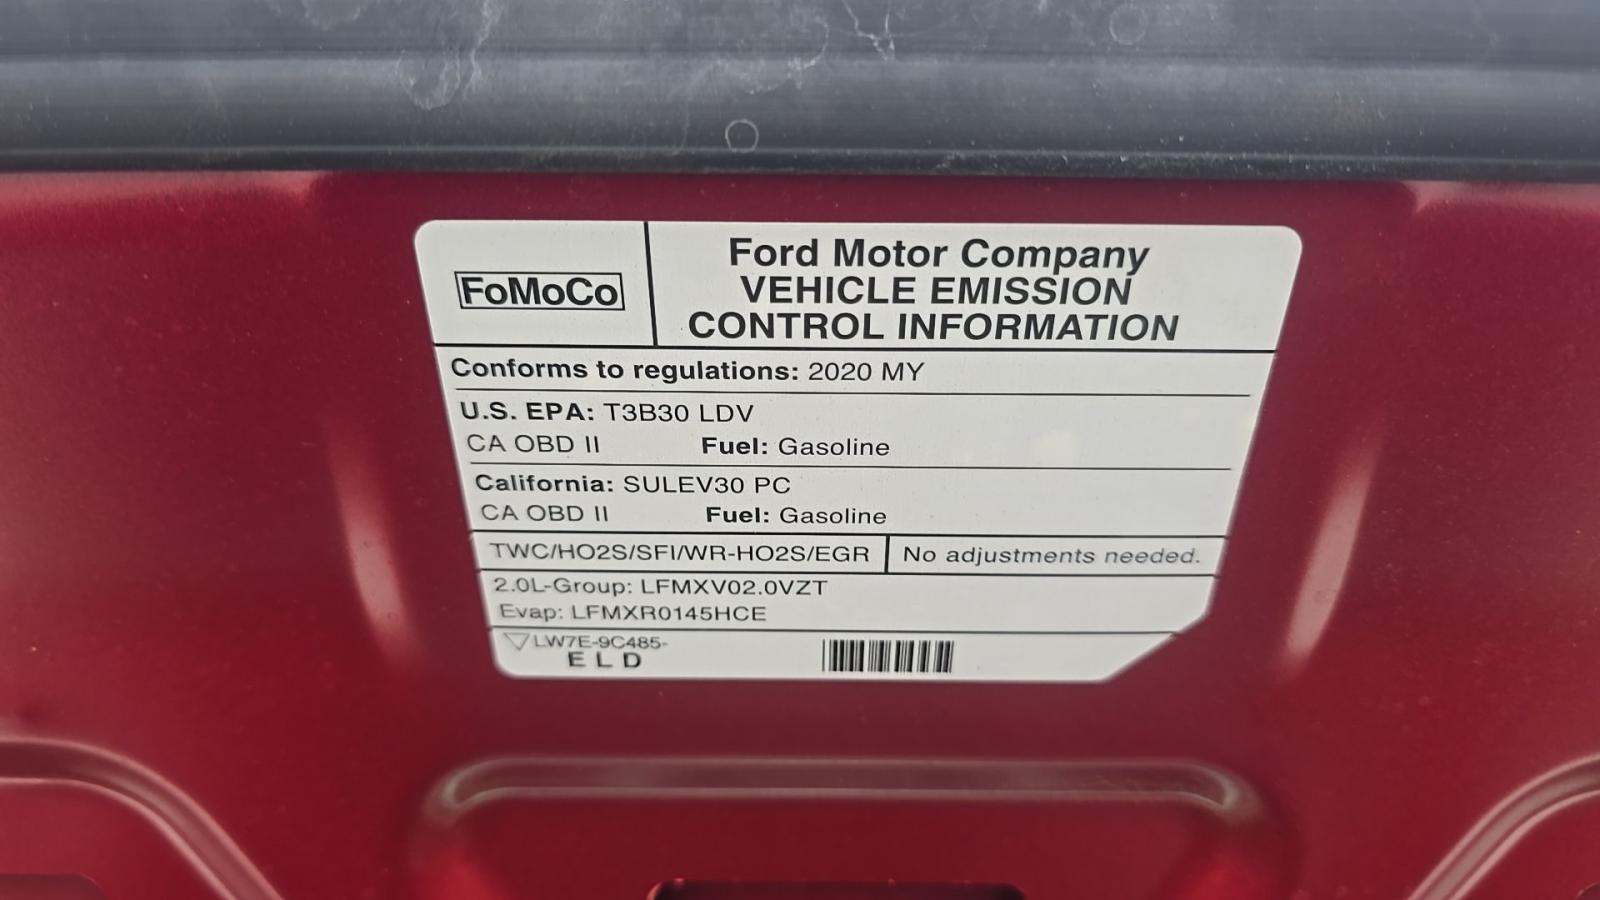 FoMoCo
Ford Motor Company
VEHICLE EMISSION
CONTROL INFORMATION
Conforms to regulations: 2020 MY
U.S. EPA: T3B30 LDV
CA OBD II Fuel: Gasoline
California: SULEV30 PC
CA OBD II Fuel: Gasoline
TWC/HO2S/SFI/WR-HO2S/EGR No adjustments needed.
2.0L-Group: LFMXV02.0VZT
Evap: LFMXR0145HCE
LW7E-9C485-
E L D